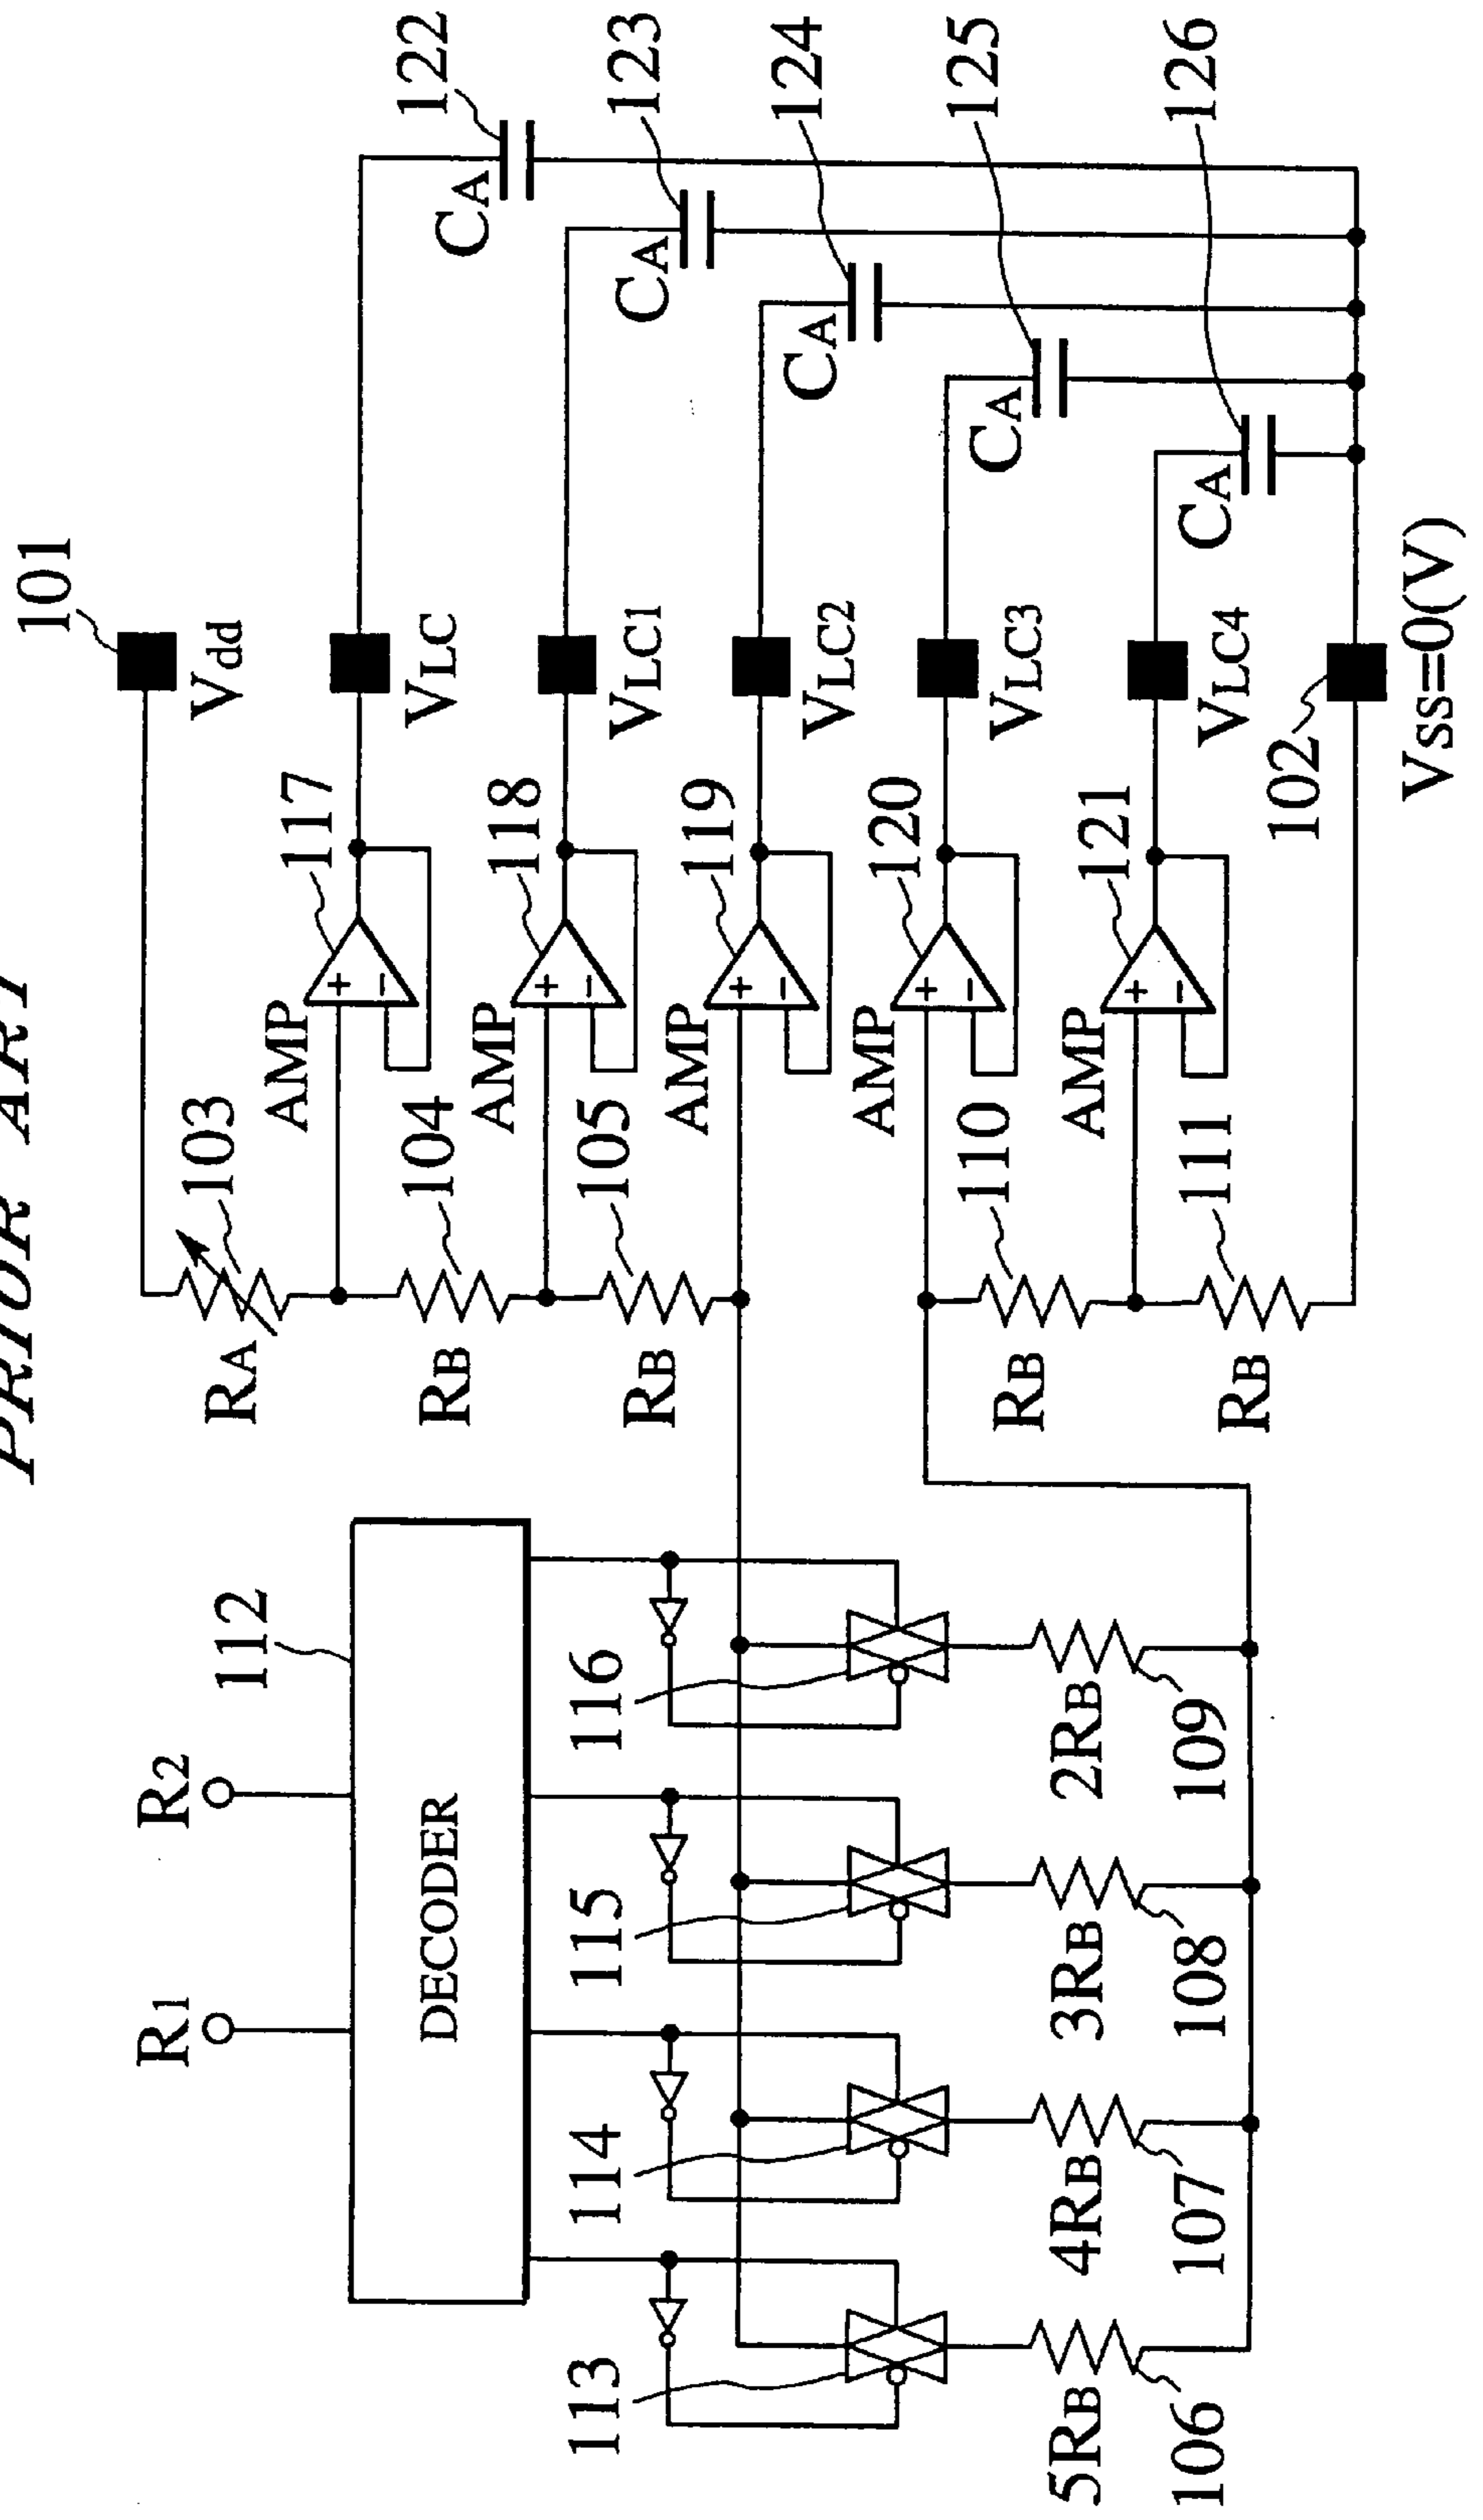 PRIOR ART
101
Vdd
103
RA
AMP
117
VLC
CA
122
R1
R2
112
DECODER
104
RB
AMP
118
VLC1
CA
123
105
RB
AMP
119
VLC2
CA
124
113
114
115
116
AMP
120
VLC3
CA
125
110
RB
AMP
121
VLC4
CA
126
111
RB
5RB
4RB
3RB
2RB
106
107
108
109
102
VSS=0(V)